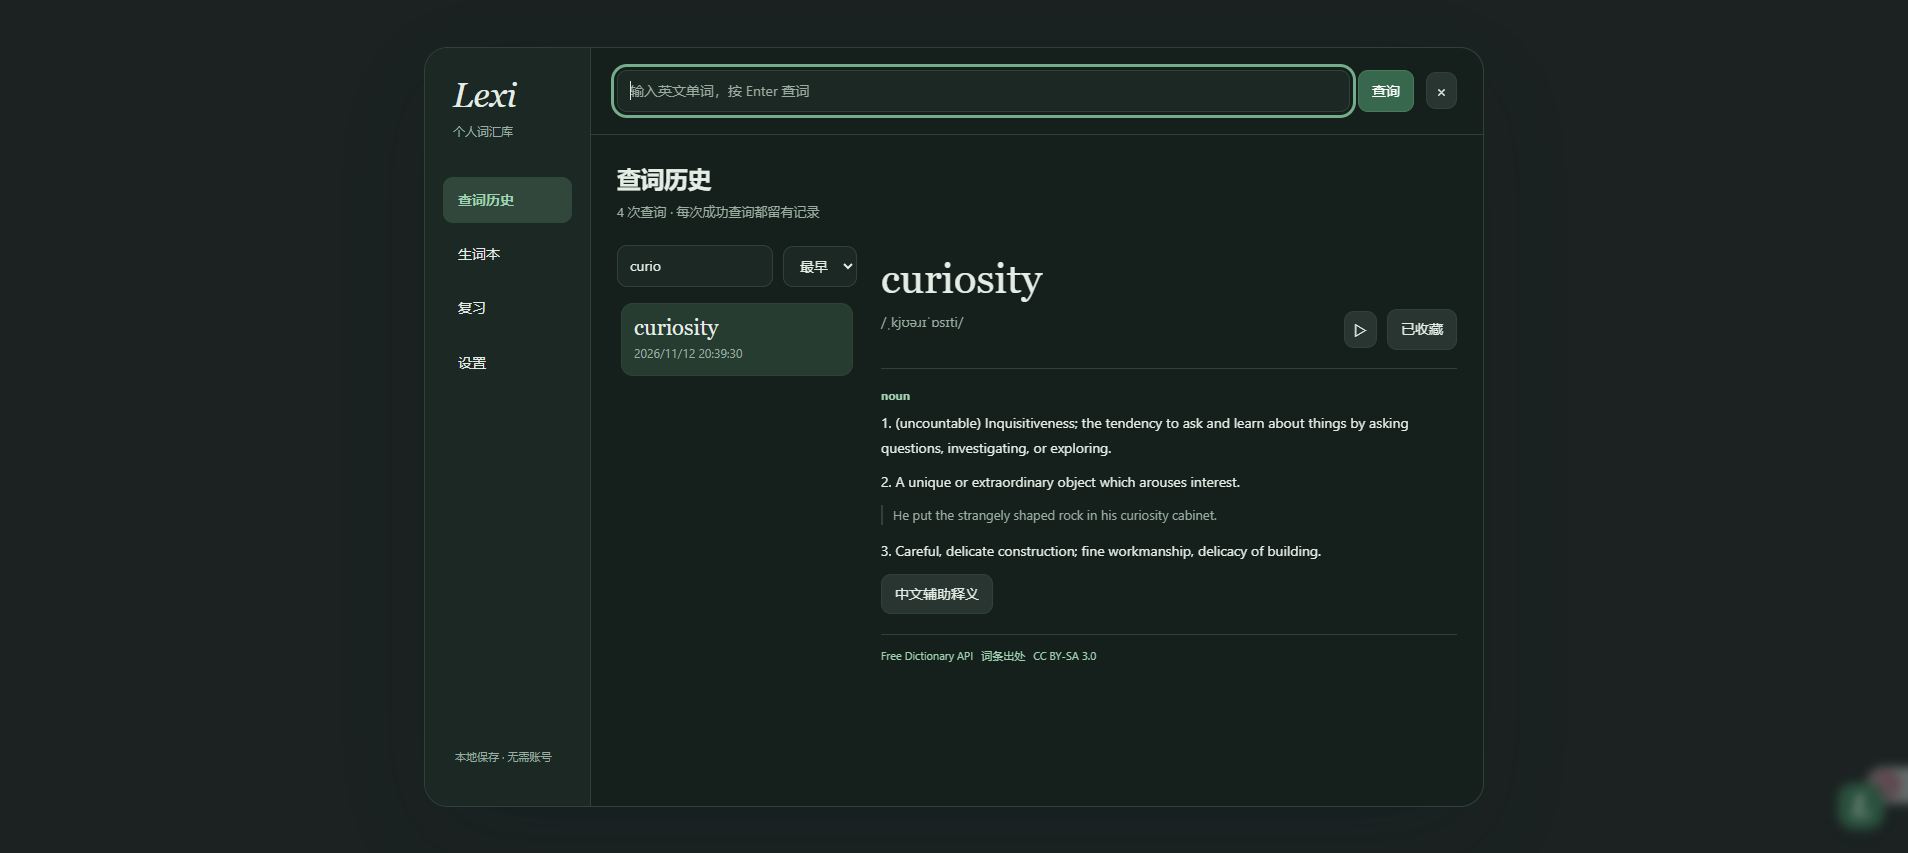 Lexi
个人词汇库
查词历史
生词本
复习
设置
本地保存 · 无需账号
输入英文单词，按 Enter 查词
查询
×
查词历史
4 次查询 · 每次成功查询都留有记录
curio
最早
curiosity
2026/11/12 20:39:30
curiosity
/ˌkjʊəɹɪˈɒsɪti/
已收藏
noun
1. (uncountable) Inquisitiveness; the tendency to ask and learn about things by asking
questions, investigating, or exploring.
2. A unique or extraordinary object which arouses interest.
He put the strangely shaped rock in his curiosity cabinet.
3. Careful, delicate construction; fine workmanship, delicacy of building.
中文辅助释义
Free Dictionary API 词条出处 CC BY-SA 3.0